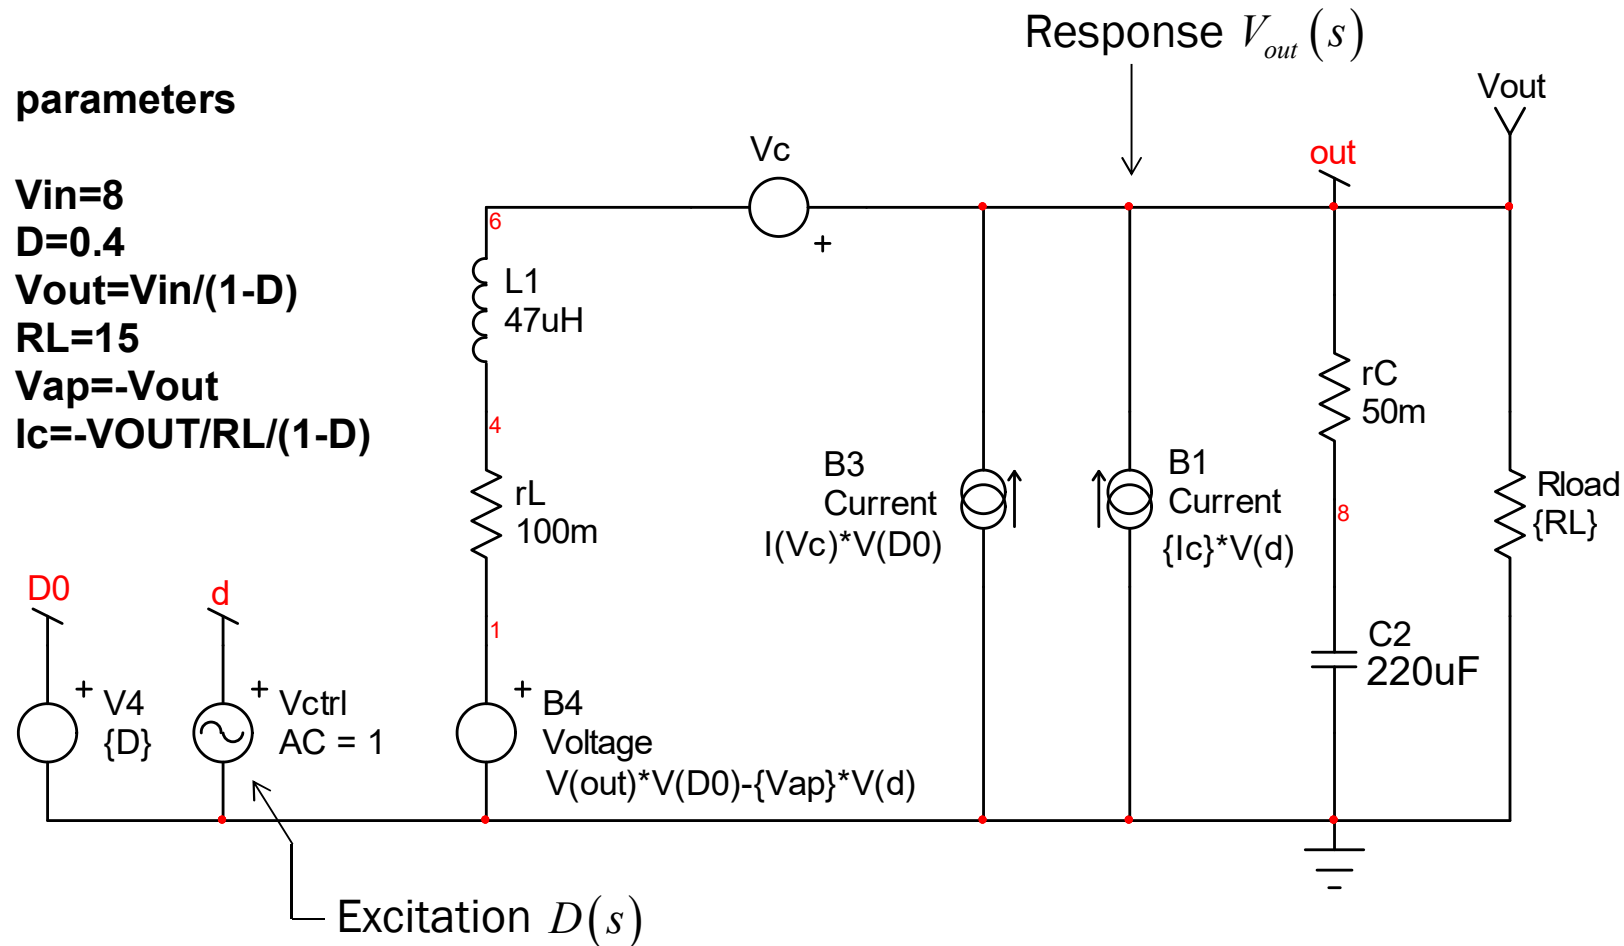 Response Vout(s)
parameters
Vin=8
D=0.4
Vout=Vin/(1-D)
RL=15
Vap=-Vout
Ic=-VOUT/RL/(1-D)
Vout
Vc
+
out
6
L1
47uH
4
rL
100m
1
rC
50m
8
B3
Current
I(Vc)*V(D0)
B1
Current
{Ic}*V(d)
Rload
{RL}
D0
d
+ V4
{D}
+ Vctrl
AC = 1
+ B4
Voltage
V(out)*V(D0)-{Vap}*V(d)
C2
220uF
Excitation D(s)